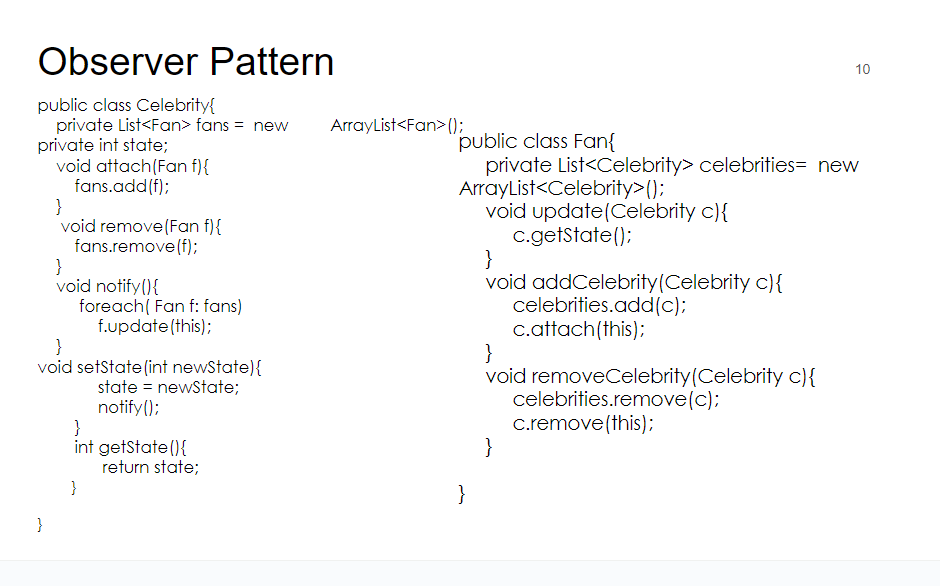 Observer Pattern
10
public class Celebrity{
private List<Fan> fans = new ArrayList<Fan>();
private int state;
void attach(Fan f){
fans.add(f);
}
void remove(Fan f){
fans.remove(f);
}
void notify(){
foreach( Fan f: fans)
f.update(this);
}
void setState(int newState){
state = newState;
notify();
}
int getState(){
return state;
}
}
public class Fan{
private List<Celebrity> celebrities= new
ArrayList<Celebrity>();
void update(Celebrity c){
c.getState();
}
void addCelebrity(Celebrity c){
celebrities.add(c);
c.attach(this);
}
void removeCelebrity(Celebrity c){
celebrities.remove(c);
c.remove(this);
}
}